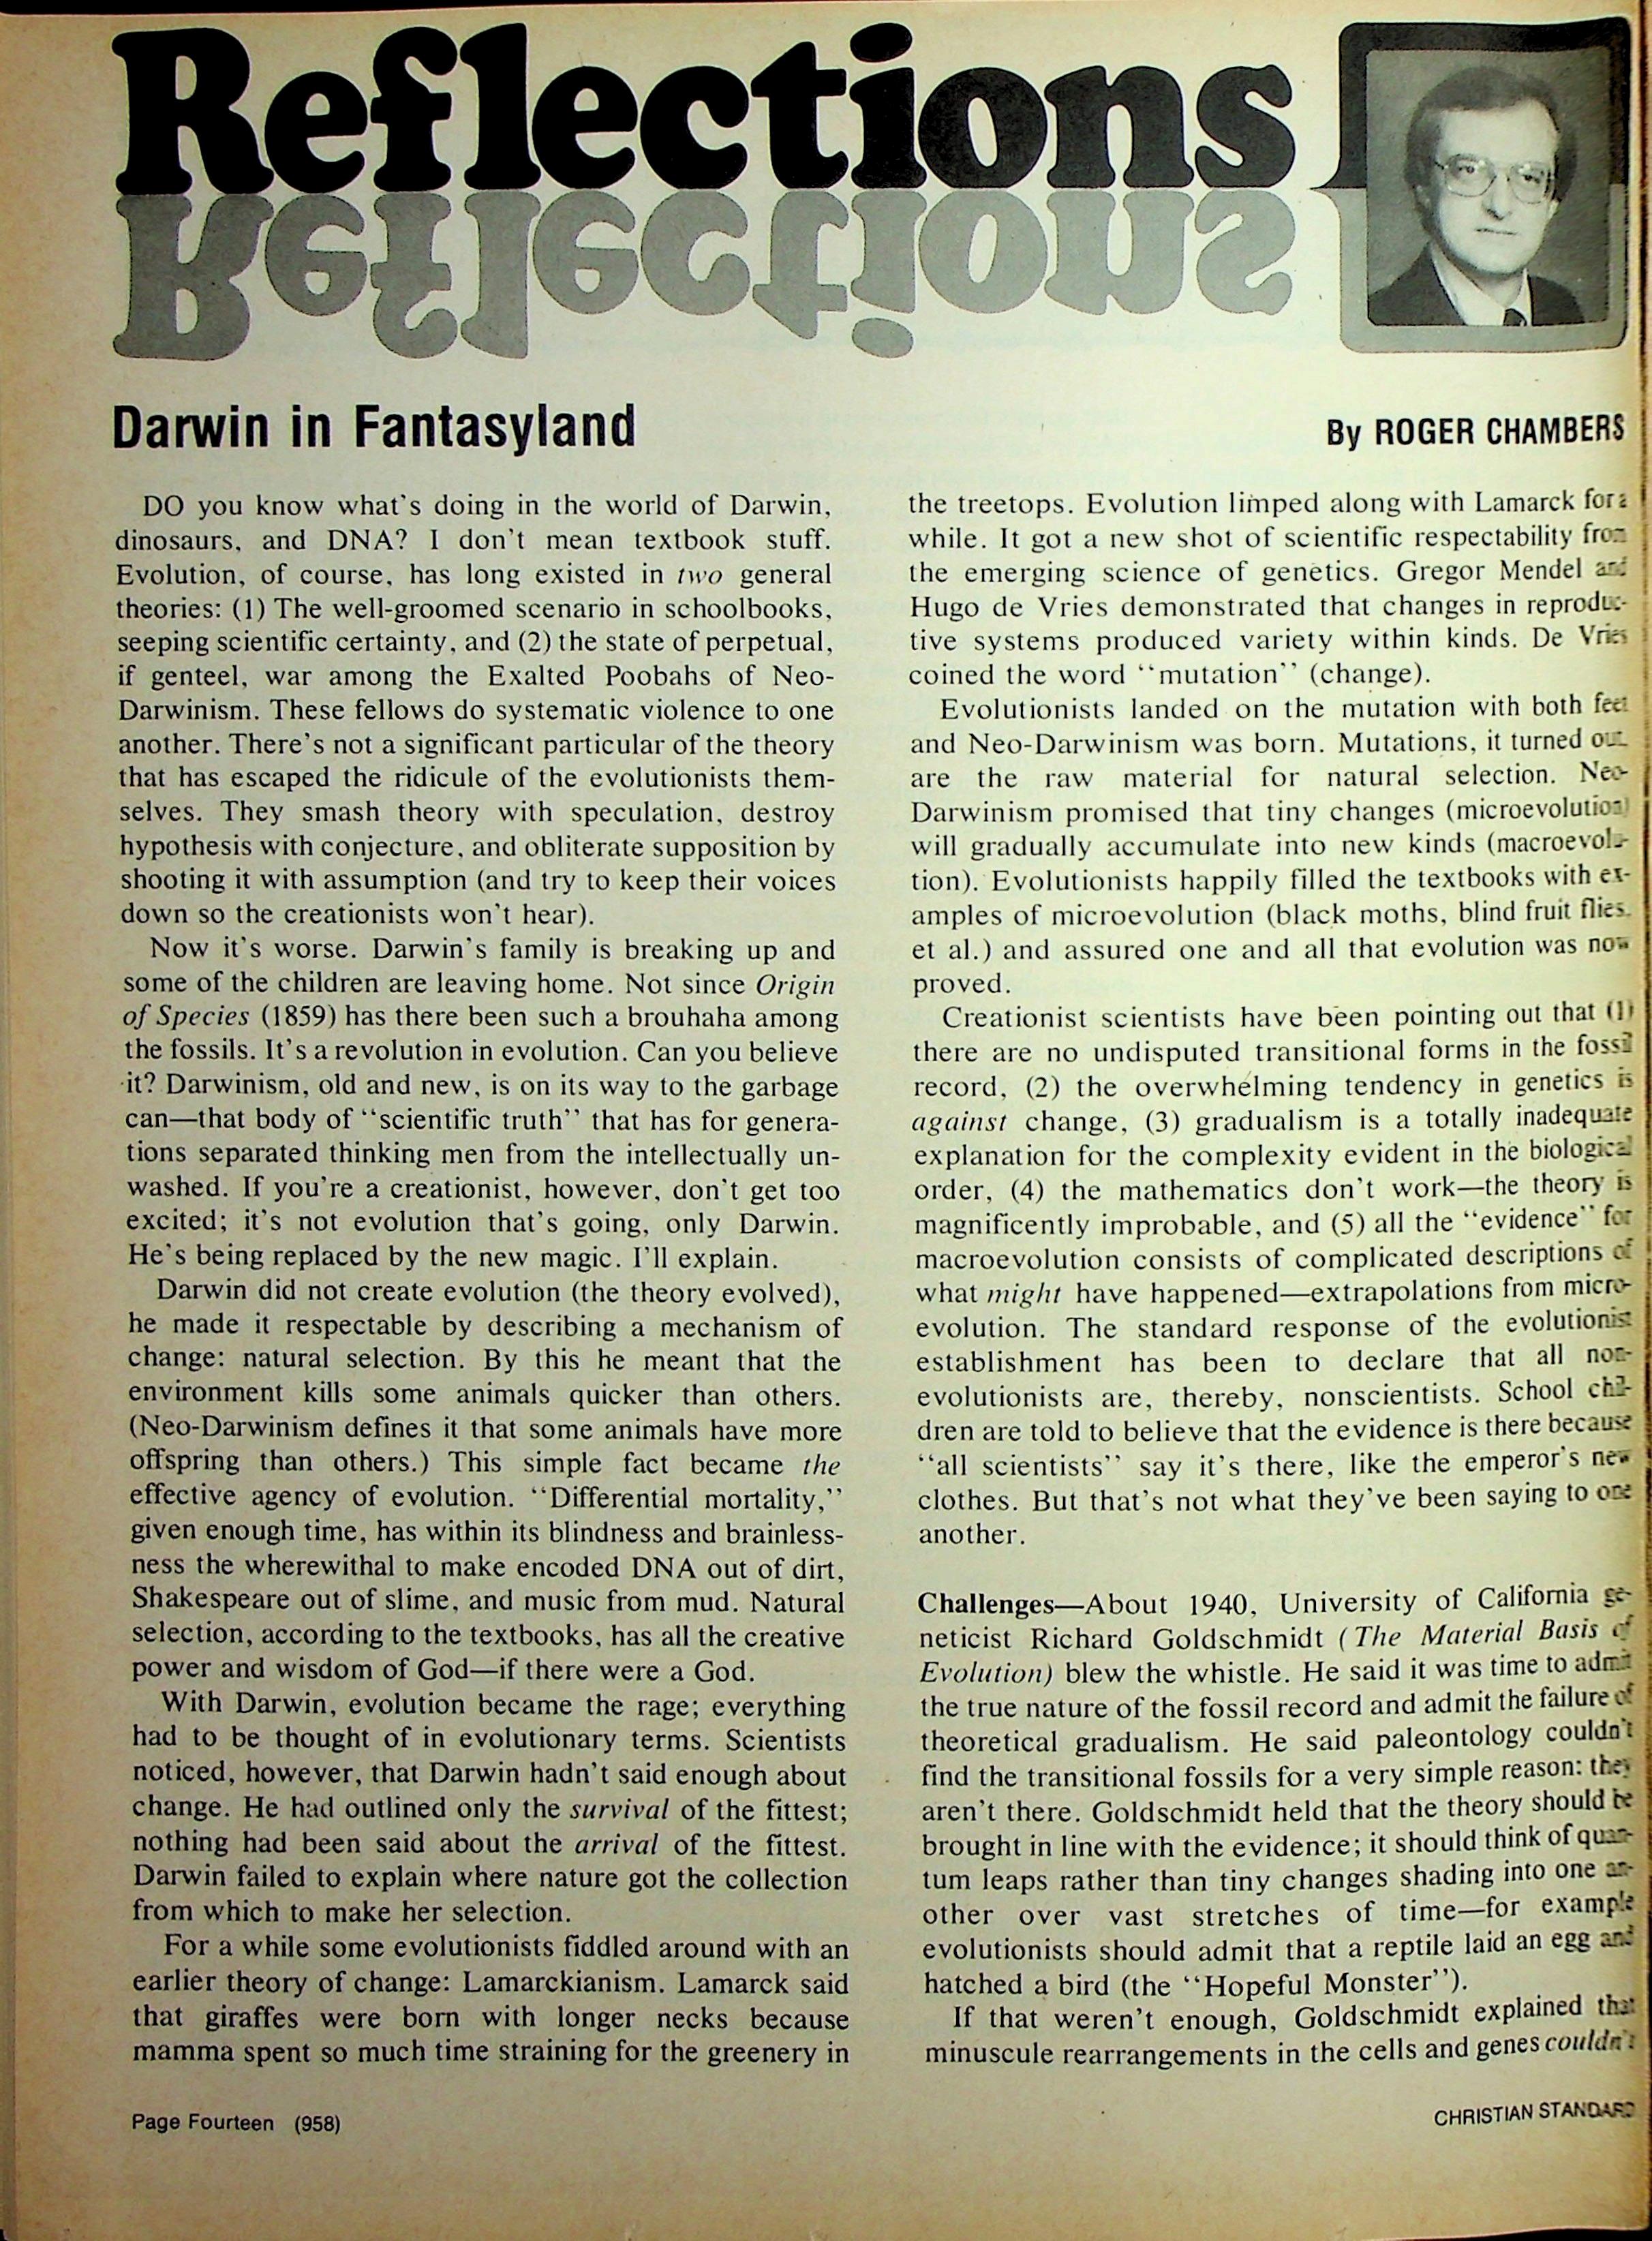 Reflections
Reflections
Darwin in Fantasyland
By ROGER CHAMBERS
DO you know what's doing in the world of Darwin,
dinosaurs, and DNA? I don't mean textbook stuff.
Evolution, of course, has long existed in two general
theories: (1) The well-groomed scenario in schoolbooks,
seeping scientific certainty, and (2) the state of perpetual,
if genteel, war among the Exalted Poobahs of Neo-
Darwinism. These fellows do systematic violence to one
another. There's not a significant particular of the theory
that has escaped the ridicule of the evolutionists them-
selves. They smash theory with speculation, destroy
hypothesis with conjecture, and obliterate supposition by
shooting it with assumption (and try to keep their voices
down so the creationists won't hear).
Now it's worse. Darwin's family is breaking up and
some of the children are leaving home. Not since Origin
of Species (1859) has there been such a brouhaha among
the fossils. It's a revolution in evolution. Can you believe
it? Darwinism, old and new, is on its way to the garbage
can—that body of "scientific truth" that has for genera-
tions separated thinking men from the intellectually un-
washed. If you're a creationist, however, don't get too
excited; it's not evolution that's going, only Darwin.
He's being replaced by the new magic. I'll explain.
Darwin did not create evolution (the theory evolved),
he made it respectable by describing a mechanism of
change: natural selection. By this he meant that the
environment kills some animals quicker than others.
(Neo-Darwinism defines it that some animals have more
offspring than others.) This simple fact became the
effective agency of evolution. "Differential mortality,"
given enough time, has within its blindness and brainless-
ness the wherewithal to make encoded DNA out of dirt,
Shakespeare out of slime, and music from mud. Natural
selection, according to the textbooks, has all the creative
power and wisdom of God—if there were a God.
With Darwin, evolution became the rage; everything
had to be thought of in evolutionary terms. Scientists
noticed, however, that Darwin hadn't said enough about
change. He had outlined only the survival of the fittest;
nothing had been said about the arrival of the fittest.
Darwin failed to explain where nature got the collection
from which to make her selection.
For a while some evolutionists fiddled around with an
earlier theory of change: Lamarckianism. Lamarck said
that giraffes were born with longer necks because
mamma spent so much time straining for the greenery in
the treetops. Evolution limped along with Lamarck for a
while. It got a new shot of scientific respectability from
the emerging science of genetics. Gregor Mendel and
Hugo de Vries demonstrated that changes in reproduc-
tive systems produced variety within kinds. De Vries
coined the word "mutation" (change).
Evolutionists landed on the mutation with both feet
and Neo-Darwinism was born. Mutations, it turned out,
are the raw material for natural selection. Neo-
Darwinism promised that tiny changes (microevolution)
will gradually accumulate into new kinds (macroevolu-
tion). Evolutionists happily filled the textbooks with ex-
amples of microevolution (black moths, blind fruit flies,
et al.) and assured one and all that evolution was now
proved.
Creationist scientists have been pointing out that (1)
there are no undisputed transitional forms in the fossil
record, (2) the overwhelming tendency in genetics is
against change, (3) gradualism is a totally inadequate
explanation for the complexity evident in the biological
order, (4) the mathematics don't work—the theory is
magnificently improbable, and (5) all the "evidence" for
macroevolution consists of complicated descriptions of
what might have happened—extrapolations from micro-
evolution. The standard response of the evolutionist
establishment has been to declare that all non-
evolutionists are, thereby, nonscientists. School chil-
dren are told to believe that the evidence is there because
"all scientists" say it's there, like the emperor's new
clothes. But that's not what they've been saying to one
another.
Challenges—About 1940, University of California ge-
neticist Richard Goldschmidt (The Material Basis of
Evolution) blew the whistle. He said it was time to admit
the true nature of the fossil record and admit the failure of
theoretical gradualism. He said paleontology couldn't
find the transitional fossils for a very simple reason: they
aren't there. Goldschmidt held that the theory should be
brought in line with the evidence; it should think of quan-
tum leaps rather than tiny changes shading into one an-
other over vast stretches of time—for example
evolutionists should admit that a reptile laid an egg and
hatched a bird (the "Hopeful Monster").
If that weren't enough, Goldschmidt explained that
minuscule rearrangements in the cells and genes couldn't
Page Fourteen (958)
CHRISTIAN STANDARD